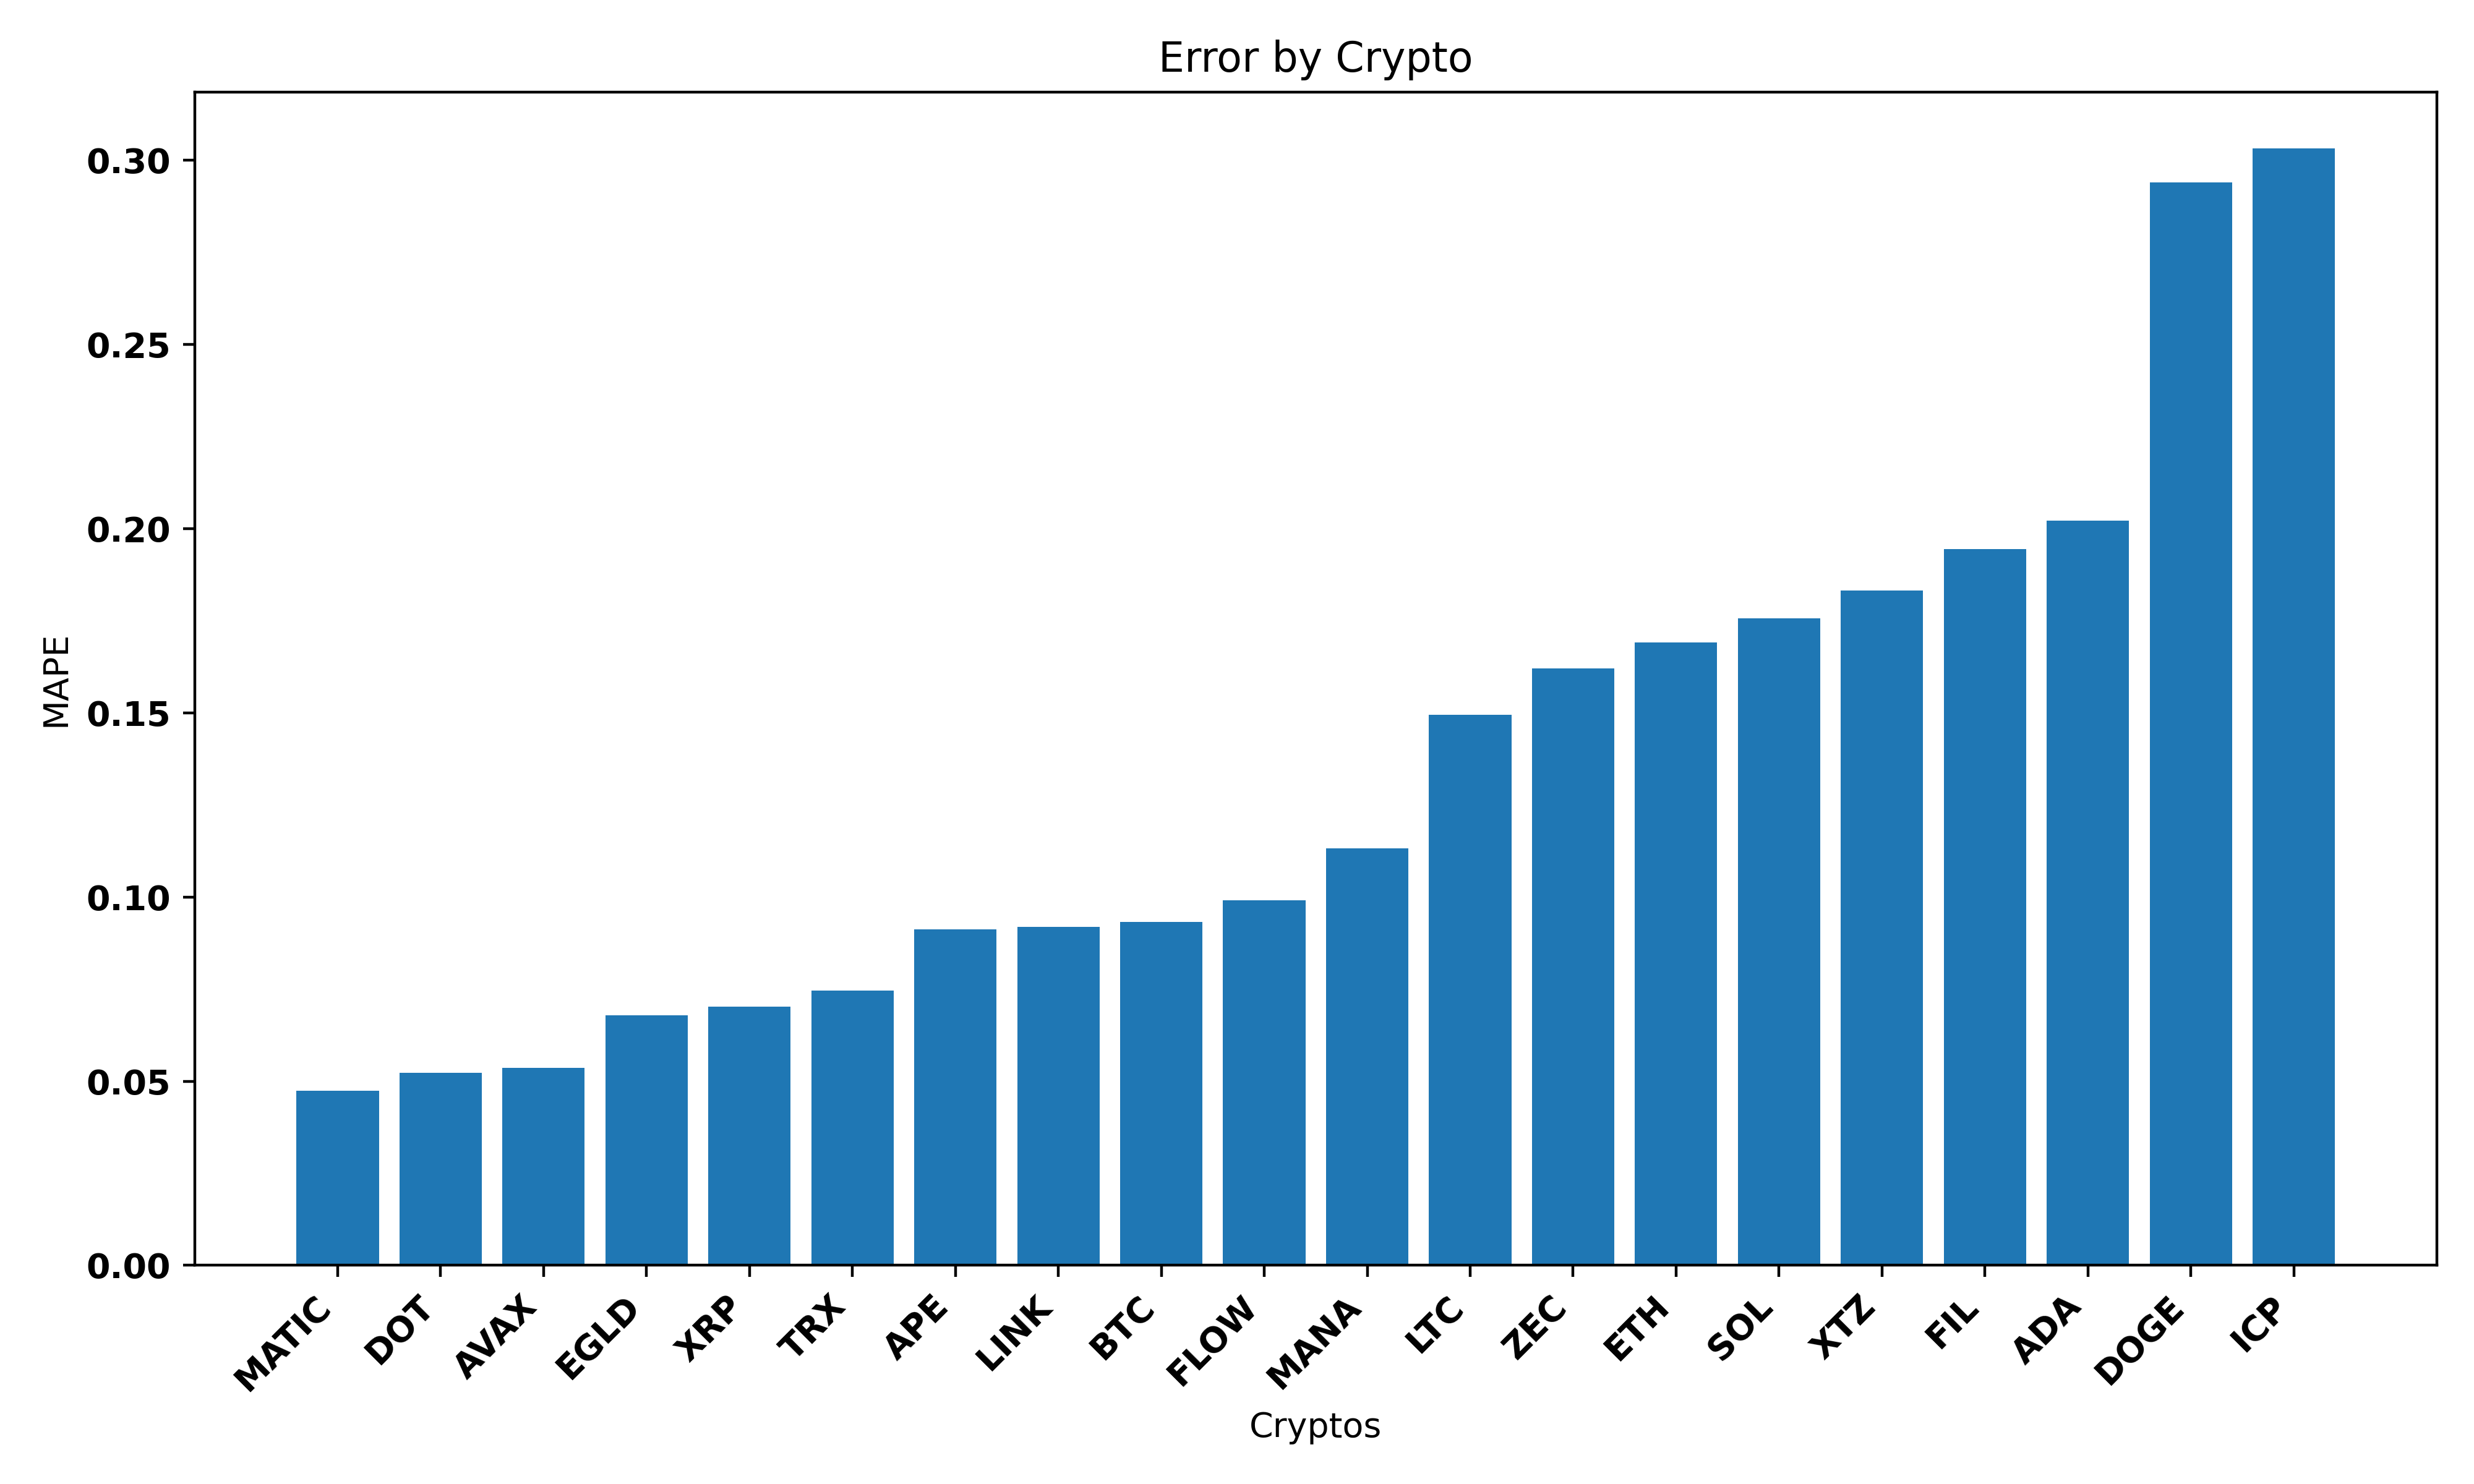 Error by Crypto
MAPE
0.30
0.25
0.20
0.15
0.10
0.05
0.00
MATIC
DOT
AVAX
EGLD
XRP
TRX
APE
LINK
BTC
FLOW
MANA
LTC
ZEC
ETH
SOL
XTZ
FIL
ADA
DOGE
ICP
Cryptos